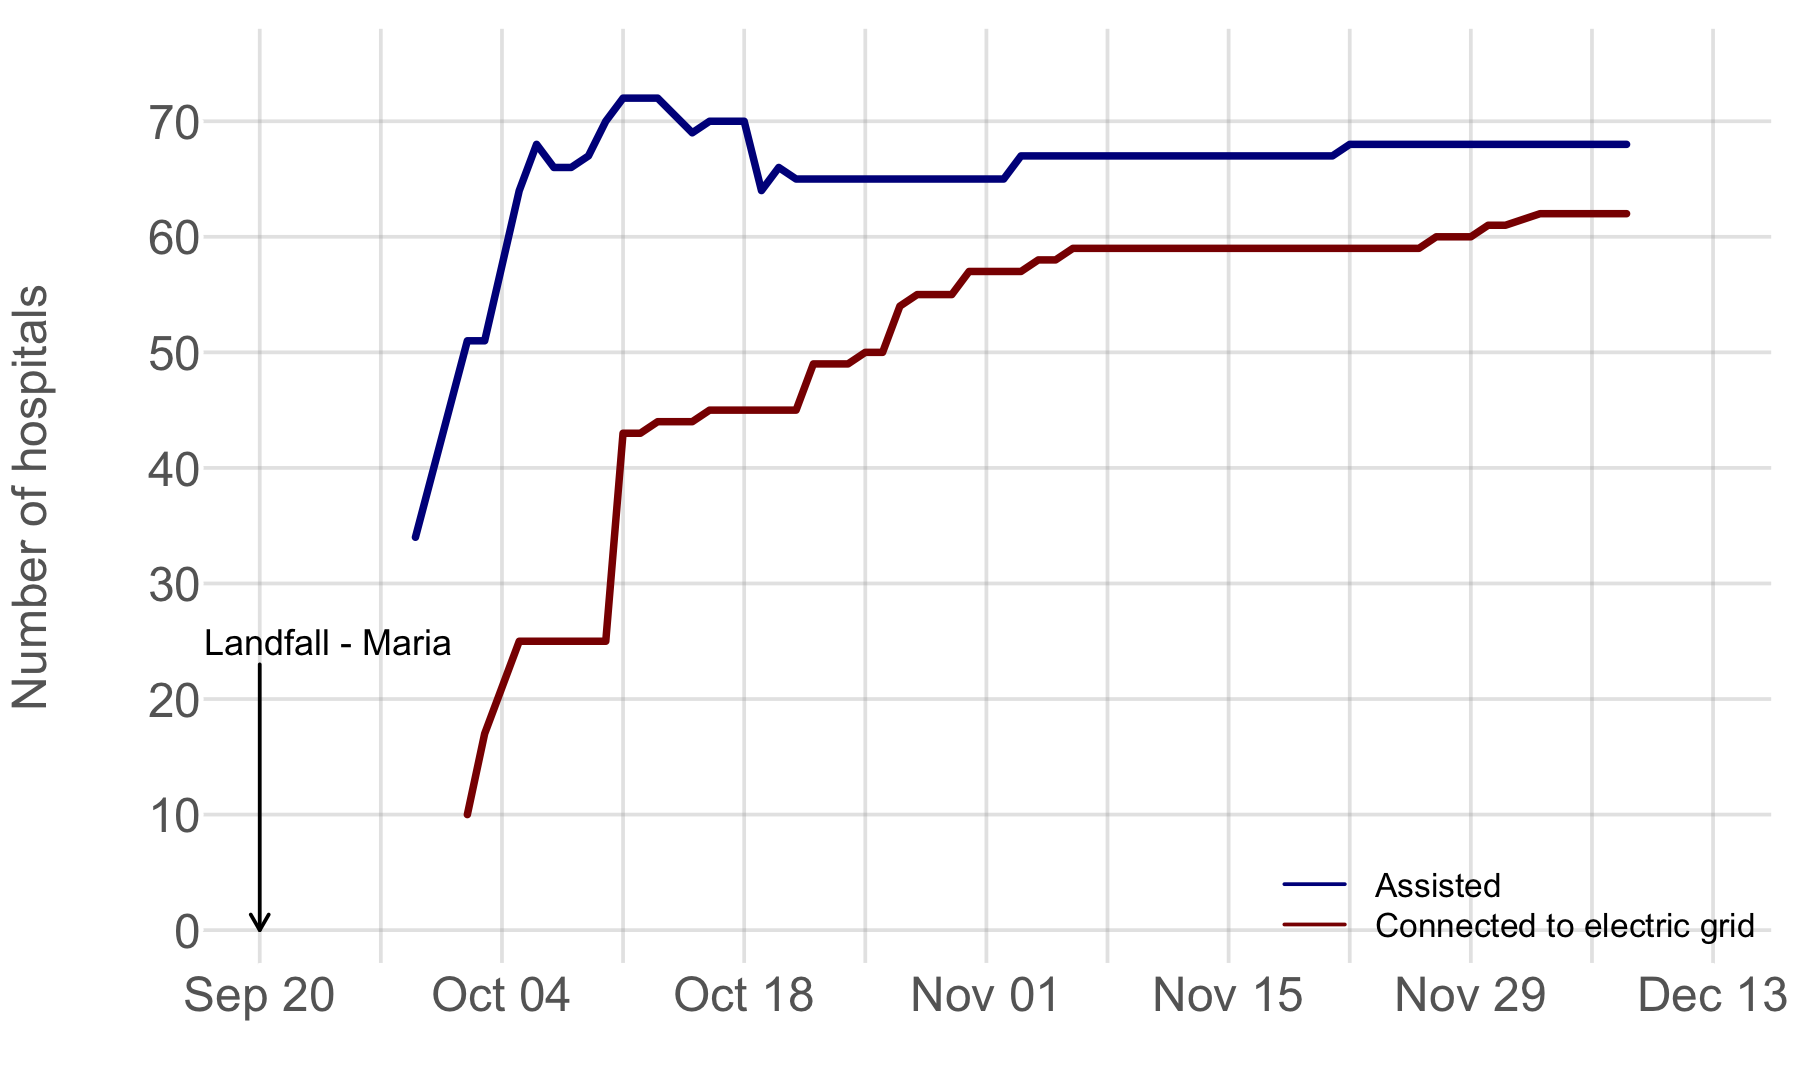 Number of hospitals
70
60
50
40
30
20
10
0
Landfall - Maria
Assisted
Connected to electric grid
Sep 20
Oct 04
Oct 18
Nov 01
Nov 15
Nov 29
Dec 13